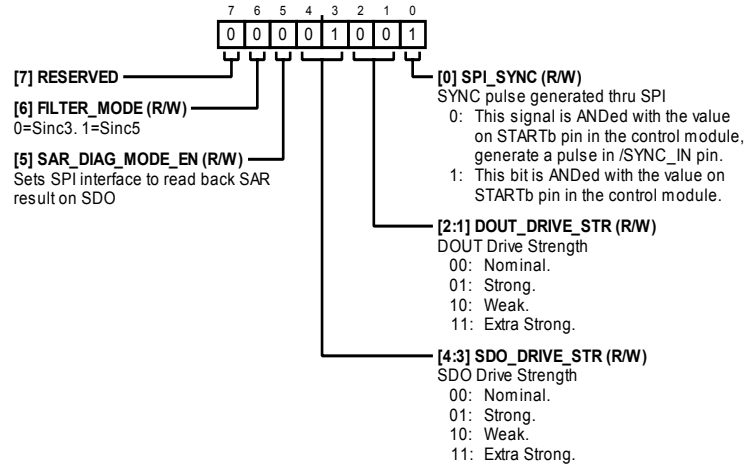 7 6 5 4 3 2 1 0
0 0 0 0 1 0 0 1
[7] RESERVED
[6] FILTER_MODE (R/W)
0=Sinc3. 1=Sinc5
[5] SAR_DIAG_MODE_EN (R/W)
Sets SPI interface to read back SAR
result on SDO
[0] SPI_SYNC (R/W)
SYNC pulse generated thru SPI
0: This signal is ANDed with the value
on STARTb pin in the control module,
generate a pulse in /SYNC_IN pin.
1: This bit is ANDed with the value on
STARTb pin in the control module.
[2:1] DOUT_DRIVE_STR (R/W)
DOUT Drive Strength
00: Nominal.
01: Strong.
10: Weak.
11: Extra Strong.
[4:3] SDO_DRIVE_STR (R/W)
SDO Drive Strength
00: Nominal.
01: Strong.
10: Weak.
11: Extra Strong.